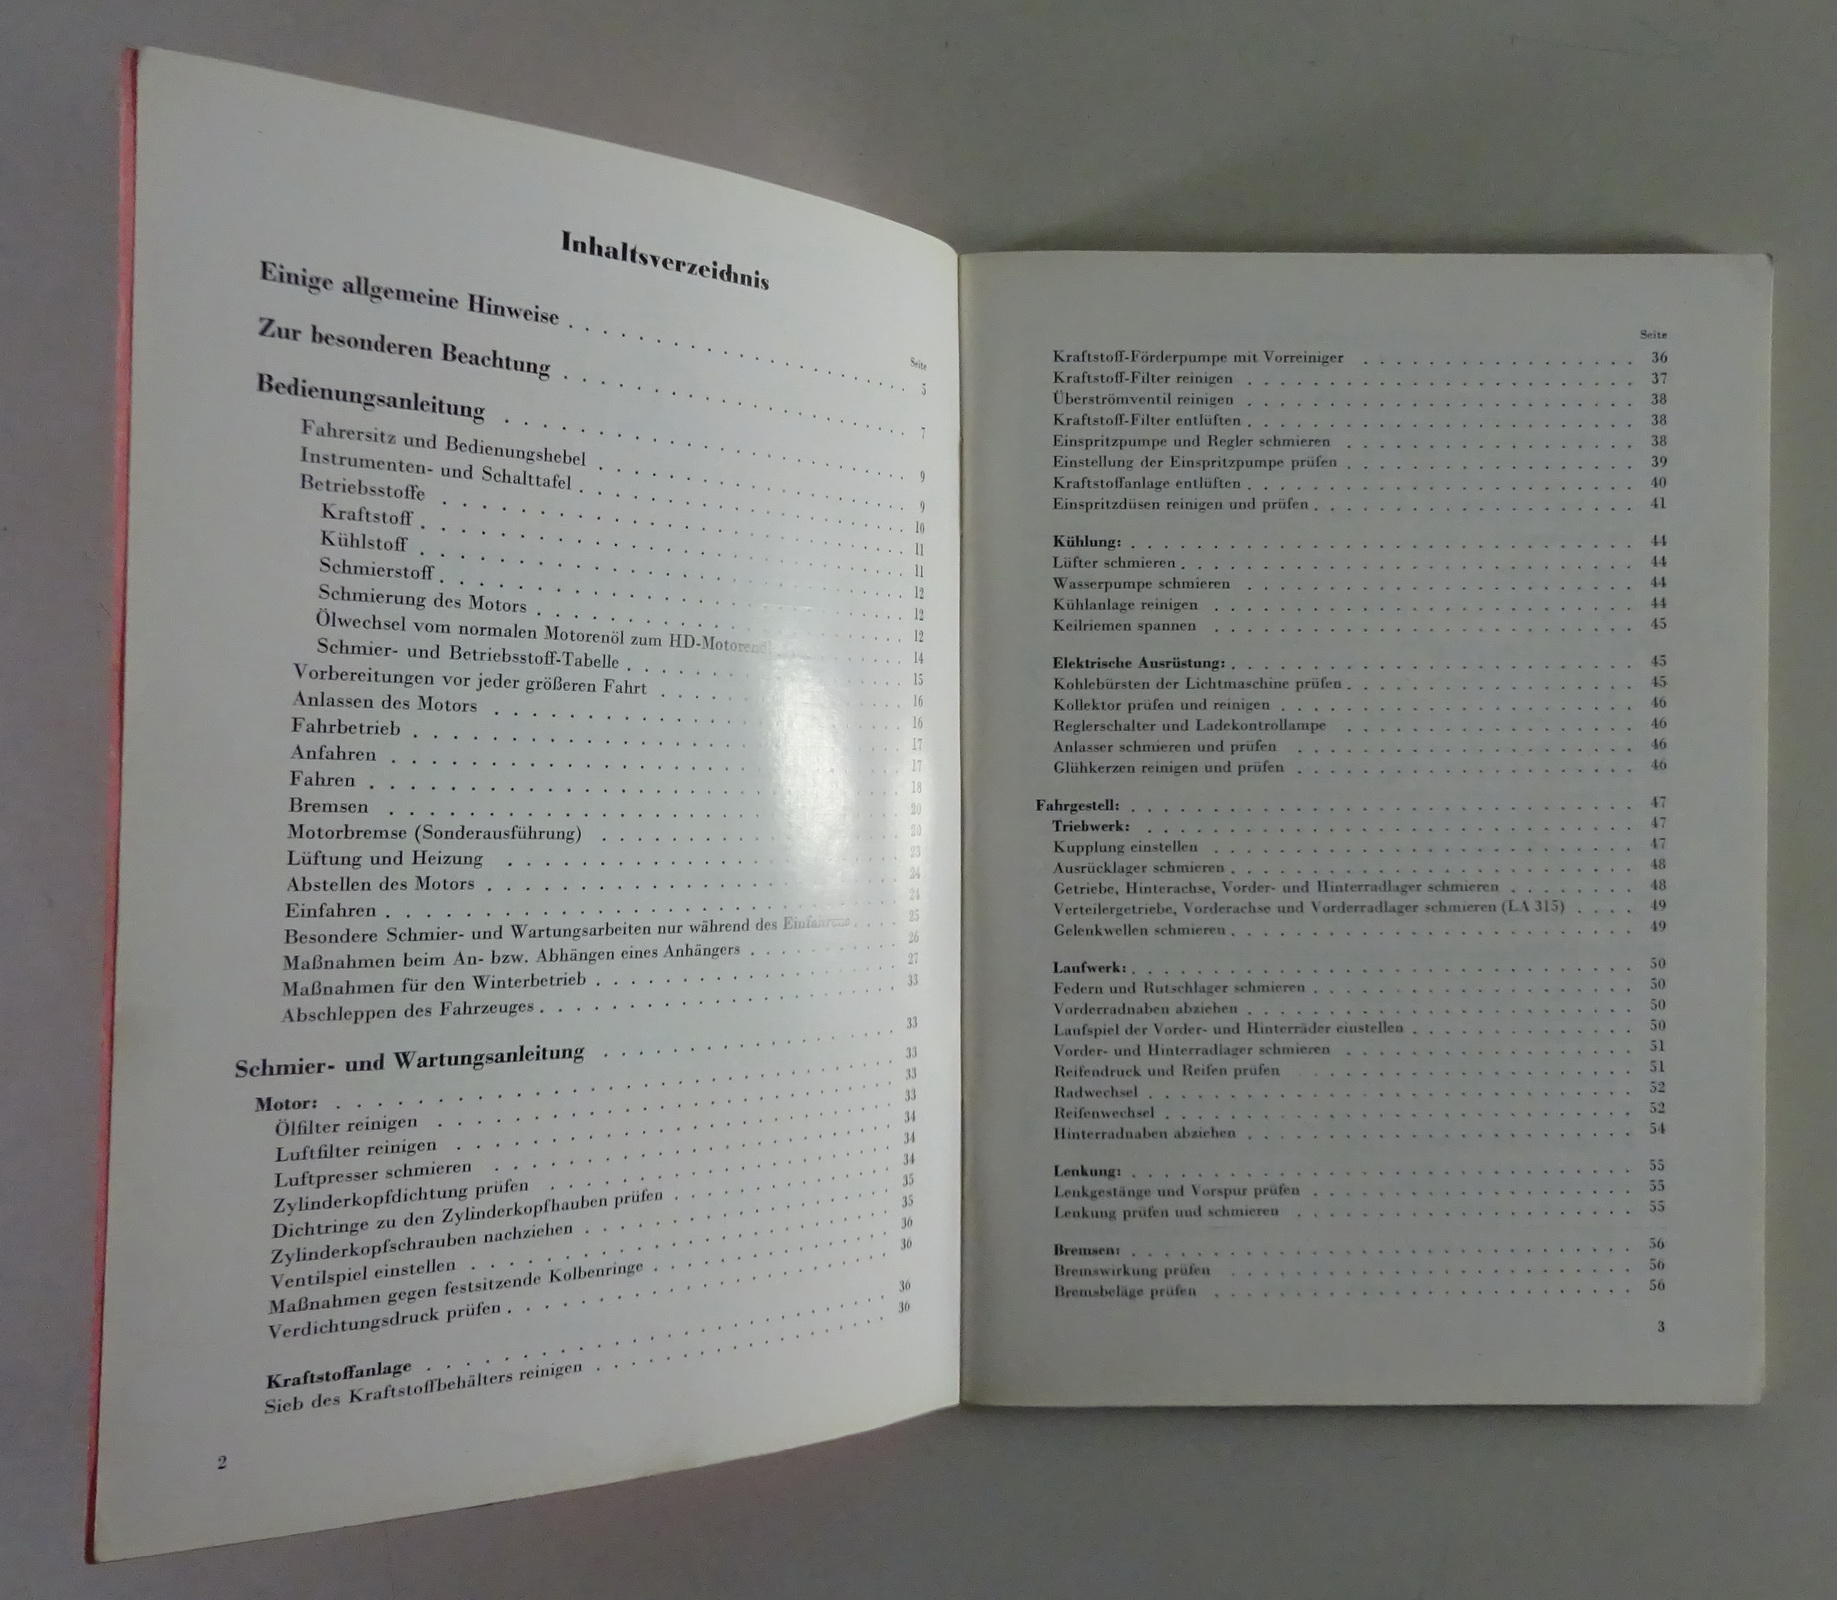 Inhaltsverzeichnis
Seite
Einige allgemeine Hinweise . . . . . 5
Zur besonderen Beachtung . . . . . 7
Bedienungsanleitung . . . . . 9
Fahrersitz und Bedienungshebel . . . . . 9
Instrumenten- und Schalttafel . . . . . 10
Betriebsstoffe . . . . . 11
Kraftstoff . . . . . 11
Kühlstoff . . . . . 12
Schmierstoff . . . . . 12
Schmierung des Motors . . . . . 12
Ölwechsel vom normalen Motorenöl zum HD-Motorenöl . . . . . 14
Schmier- und Betriebsstoff-Tabelle . . . . . 15
Vorbereitungen vor jeder größeren Fahrt . . . . . 16
Anlassen des Motors . . . . . 16
Fahrbetrieb . . . . . 17
Anfahren . . . . . 17
Fahren . . . . . 18
Bremsen . . . . . 20
Motorbremse (Sonderausführung) . . . . . 20
Lüftung und Heizung . . . . . 23
Abstellen des Motors . . . . . 24
Einfahren . . . . . 24
Besondere Schmier- und Wartungsarbeiten nur während des Einfahrens . . . . . 25
Maßnahmen beim An- bzw. Abhängen eines Anhängers . . . . . 26
Maßnahmen für den Winterbetrieb . . . . . 27
Abschleppen des Fahrzeuges . . . . . 33
Schmier- und Wartungsanleitung . . . . . 33
Motor: . . . . . 33
Ölfilter reinigen . . . . . 33
Luftfilter reinigen . . . . . 33
Luftpresser schmieren . . . . . 34
Zylinderkopfdichtung prüfen . . . . . 34
Dichtringe zu den Zylinderkopfhauben prüfen . . . . . 34
Zylinderkopfschrauben nachziehen . . . . . 35
Ventilspiel einstellen . . . . . 35
Maßnahmen gegen festsitzende Kolbenringe . . . . . 36
Verdichtungsdruck prüfen . . . . . 36
Kraftstoffanlage . . . . . 36
Sieb des Kraftstoffbehälters reinigen . . . . . 36
2
Seite
Kraftstoff-Förderpumpe mit Vorreiniger . . . . . 36
Kraftstoff-Filter reinigen . . . . . 37
Überströmventil reinigen . . . . . 38
Kraftstoff-Filter entlüften . . . . . 38
Einspritzpumpe und Regler schmieren . . . . . 38
Einstellung der Einspritzpumpe prüfen . . . . . 39
Kraftstoffanlage entlüften . . . . . 40
Einspritzdüsen reinigen und prüfen . . . . . 41
Kühlung: . . . . . 44
Lüfter schmieren . . . . . 44
Wasserpumpe schmieren . . . . . 44
Kühlanlage reinigen . . . . . 44
Keilriemen spannen . . . . . 45
Elektrische Ausrüstung: . . . . . 45
Kohlebürsten der Lichtmaschine prüfen . . . . . 45
Kollektor prüfen und reinigen . . . . . 46
Reglerschalter und Ladekontrollampe . . . . . 46
Anlasser schmieren und prüfen . . . . . 46
Glühkerzen reinigen und prüfen . . . . . 46
Fahrgestell: . . . . . 47
Triebwerk: . . . . . 47
Kupplung einstellen . . . . . 47
Ausrücklager schmieren . . . . . 48
Getriebe, Hinterachse, Vorder- und Hinterradlager schmieren . . . . . 48
Verteilergetriebe, Vorderachse und Vorderradlager schmieren (LA 315) . . . . 49
Gelenkwellen schmieren . . . . . 49
Laufwerk: . . . . . 50
Federn und Rutschlager schmieren . . . . . 50
Vorderradnaben abziehen . . . . . 50
Laufspiel der Vorder- und Hinterräder einstellen . . . . . 50
Vorder- und Hinterradlager schmieren . . . . . 51
Reifendruck und Reifen prüfen . . . . . 51
Radwechsel . . . . . 52
Reifenwechsel . . . . . 52
Hinterradnaben abziehen . . . . . 54
Lenkung: . . . . . 55
Lenkgestänge und Vorspur prüfen . . . . . 55
Lenkung prüfen und schmieren . . . . . 55
Bremsen: . . . . . 56
Bremswirkung prüfen . . . . . 56
Bremsbeläge prüfen . . . . . 56
3